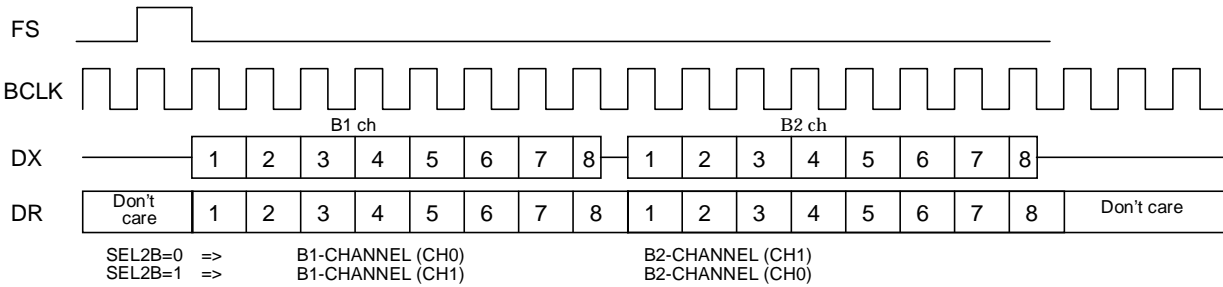 FS
BCLK
B1 ch B2 ch
DX 1 2 3 4 5 6 7 8 1 2 3 4 5 6 7 8
DR Don't care 1 2 3 4 5 6 7 8 1 2 3 4 5 6 7 8 Don't care
SEL2B=0 => B1-CHANNEL (CH0) B2-CHANNEL (CH1)
SEL2B=1 => B1-CHANNEL (CH1) B2-CHANNEL (CH0)